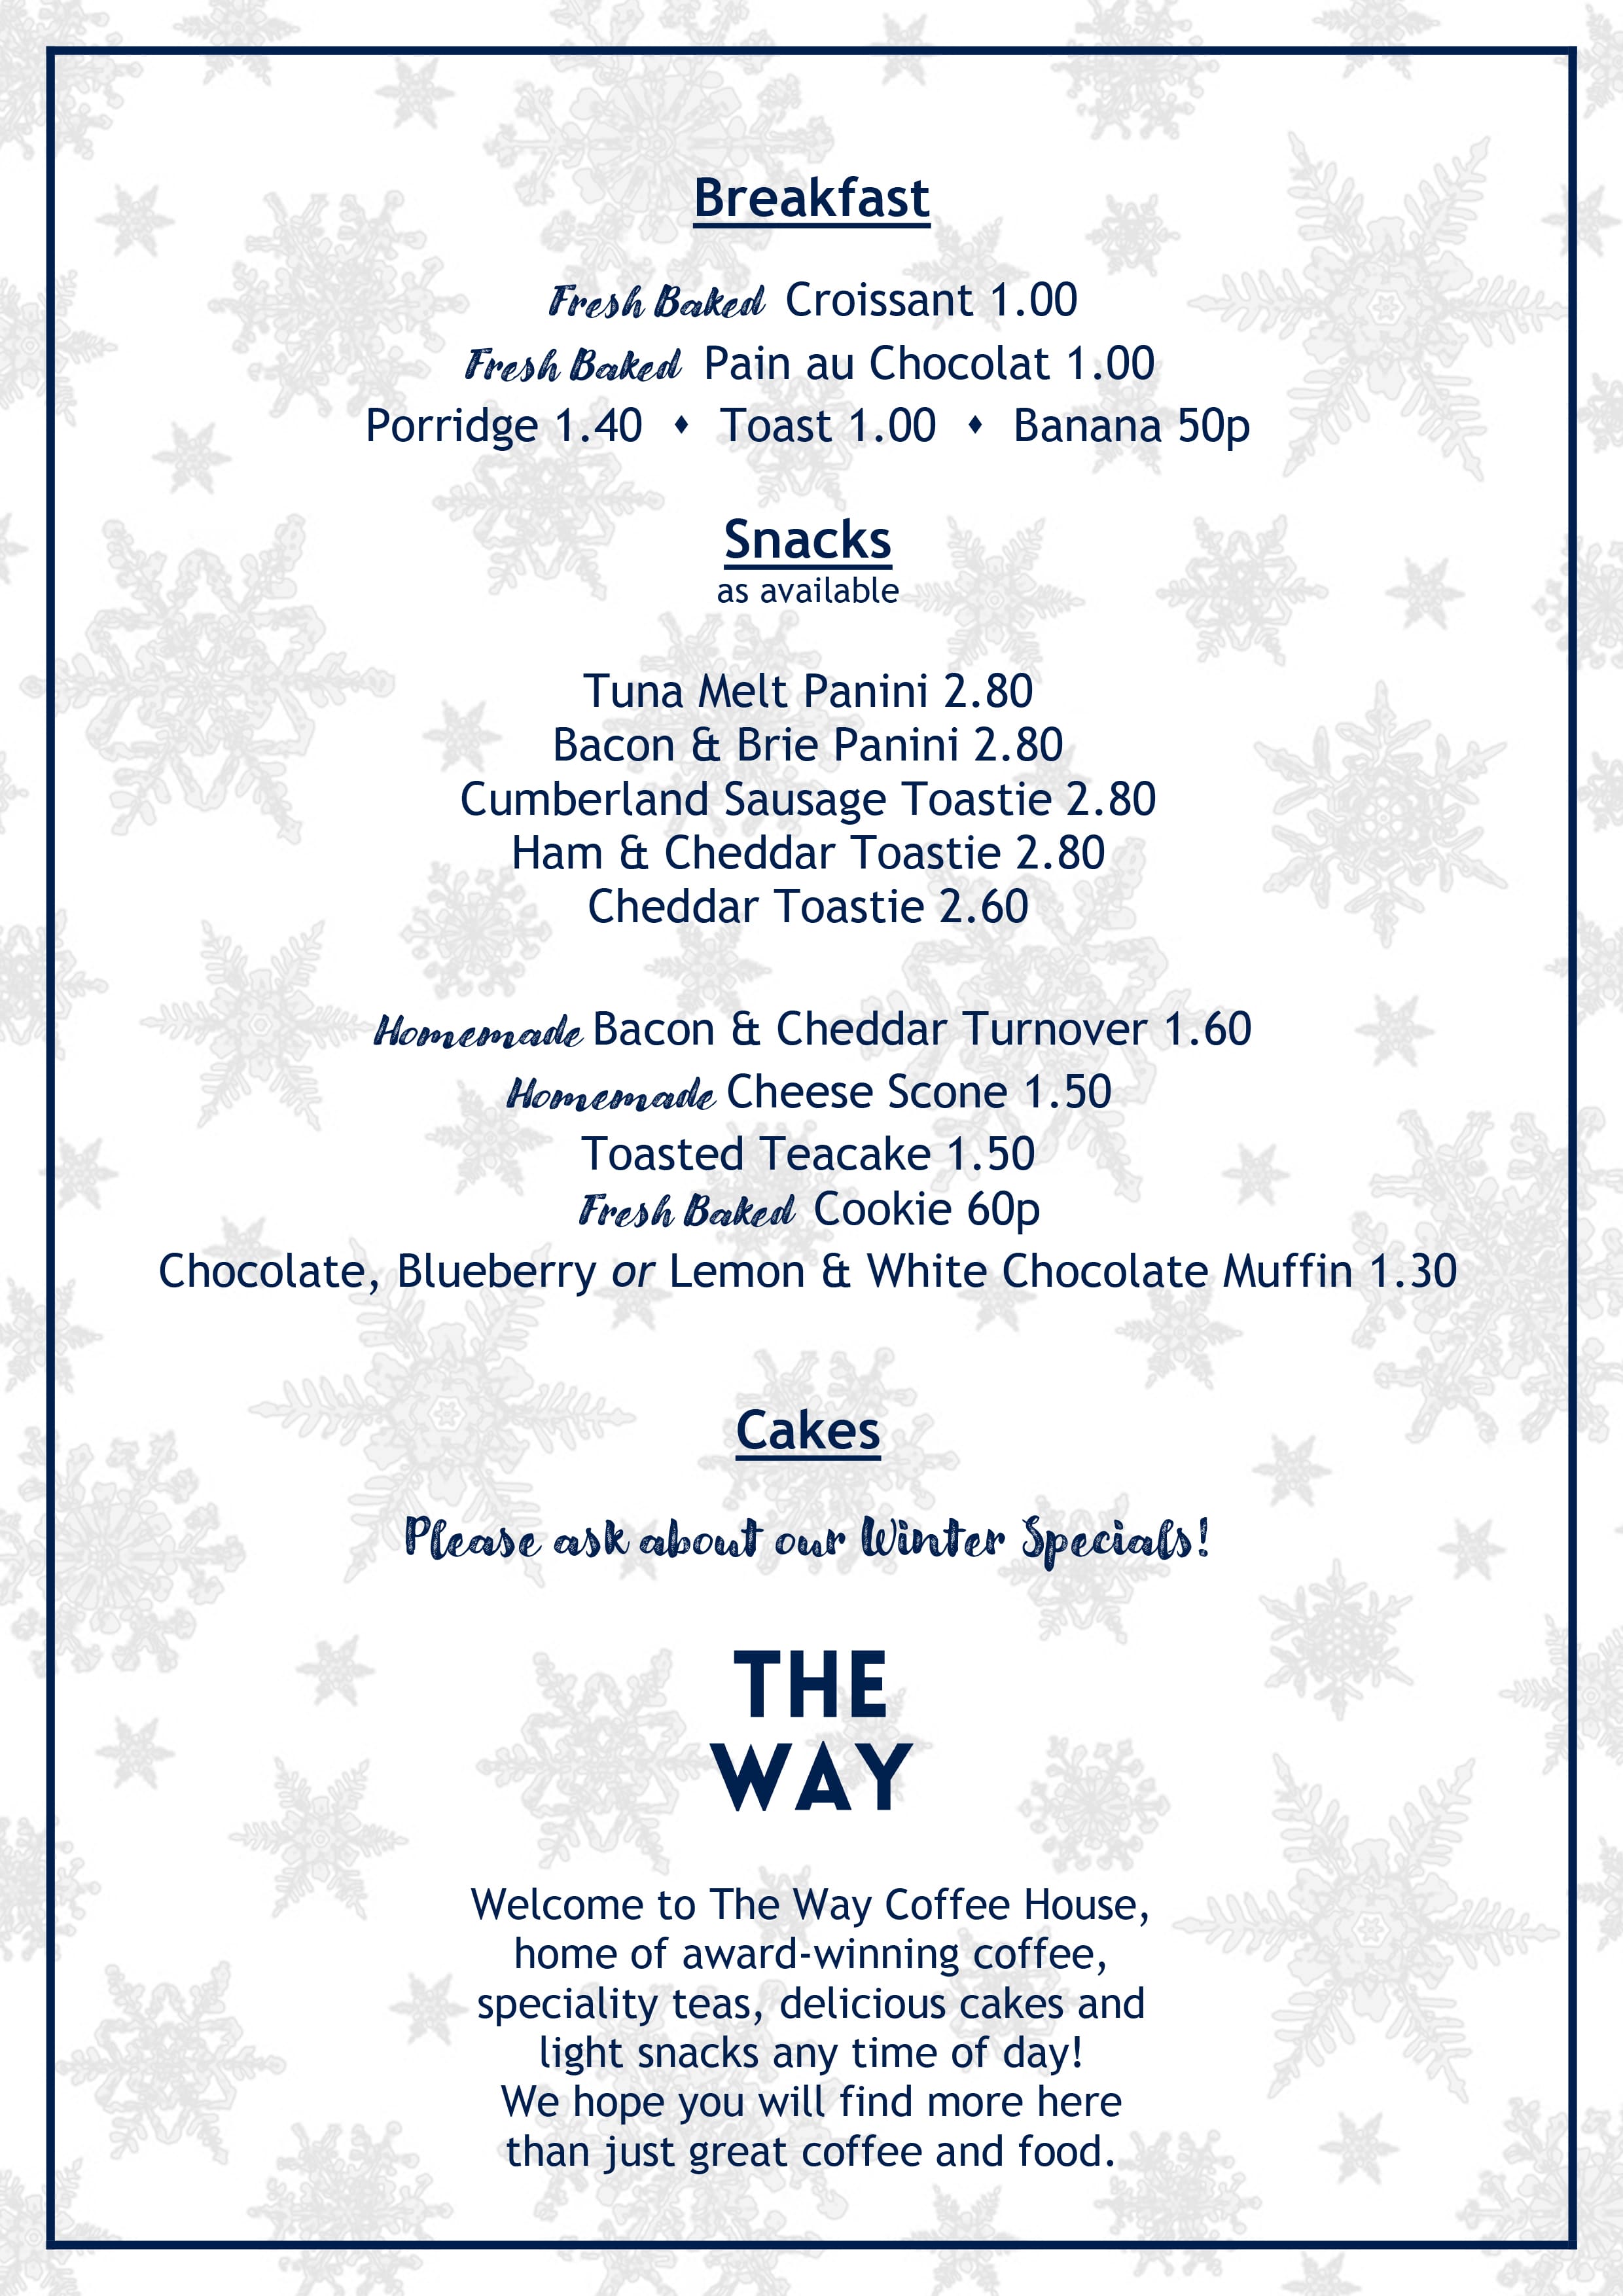 Breakfast
Fresh Baked Croissant 1.00
Fresh Baked Pain au Chocolat 1.00
Porridge 1.40 ♦ Toast 1.00 ♦ Banana 50p
Snacks
as available
Tuna Melt Panini 2.80
Bacon & Brie Panini 2.80
Cumberland Sausage Toastie 2.80
Ham & Cheddar Toastie 2.80
Cheddar Toastie 2.60
Homemade Bacon & Cheddar Turnover 1.60
Homemade Cheese Scone 1.50
Toasted Teacake 1.50
Fresh Baked Cookie 60p
Chocolate, Blueberry or Lemon & White Chocolate Muffin 1.30
Cakes
Please ask about our Winter Specials!
THE
WAY
Welcome to The Way Coffee House,
home of award-winning coffee,
speciality teas, delicious cakes and
light snacks any time of day!
We hope you will find more here
than just great coffee and food.